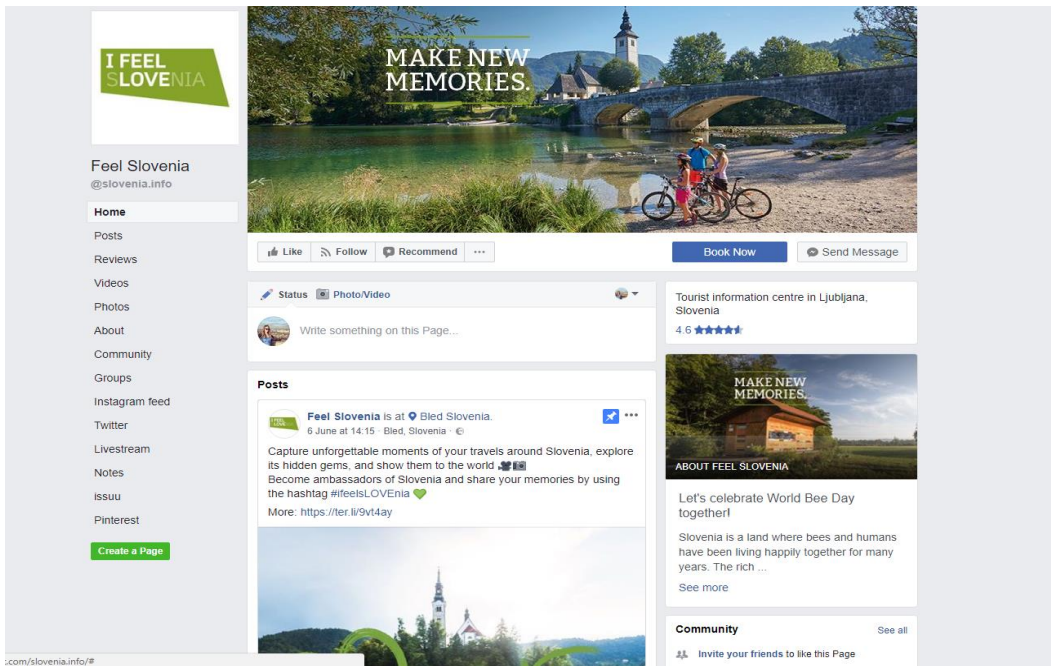 I FEEL
SLOVENIA
Feel Slovenia
@slovenia.info
Home
Posts
Reviews
Videos
Photos
About
Community
Groups
Instagram feed
Twitter
Livestream
Notes
issuu
Pinterest
Create a Page
MAKE NEW
MEMORIES.
Like Follow Recommend ...
Book Now Send Message
Status Photo/Video
Write something on this Page...
Posts
Feel Slovenia is at Bled Slovenia.
6 June at 14:15 · Bled, Slovenia ·
Capture unforgettable moments of your travels around Slovenia, explore
its hidden gems, and show them to the world
Become ambassadors of Slovenia and share your memories by using
the hashtag #ifeelsLOVEnia
More: https://ter.li/9vt4ay
Tourist information centre in Ljubljana,
Slovenia
4.6
MAKE NEW
MEMORIES.
ABOUT FEEL SLOVENIA
Let's celebrate World Bee Day
together!
Slovenia is a land where bees and humans
have been living happily together for many
years. The rich ...
See more
Community See all
Invite your friends to like this Page
.com/slovenia.info/#